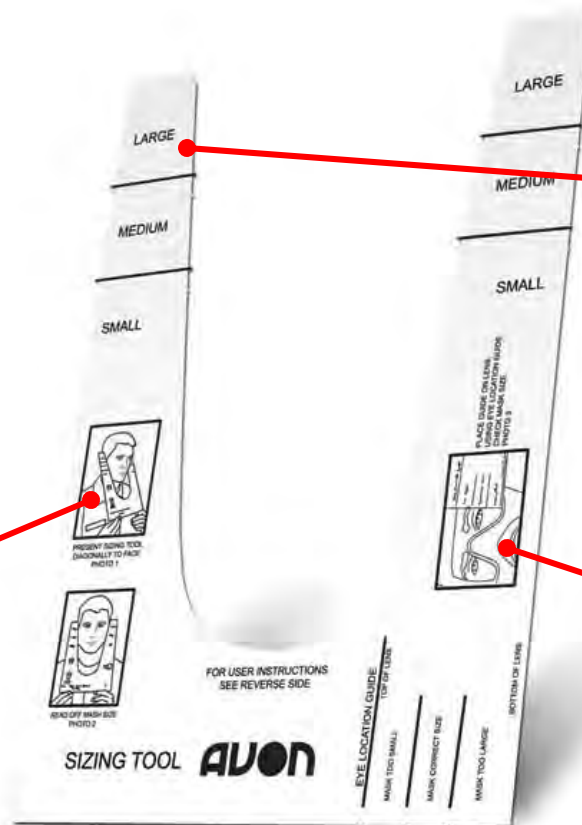 LARGE
MEDIUM
SMALL
PRESENT SIZING TOOL
DIAGONALLY TO FACE
PHOTO 1
READ OFF MASK SIZE
PHOTO 2
FOR USER INSTRUCTIONS
SEE REVERSE SIDE
SIZING TOOL AVON
LARGE
MEDIUM
SMALL
PLACE GUIDE ON LENS
USING EYE LOCATION GUIDE
CHECK MASK SIZE
PHOTO 3
EYE LOCATION GUIDE
TOP OF LENS
MASK TOO SMALL
MASK CORRECT SIZE
MASK TOO LARGE
BOTTOM OF LENS